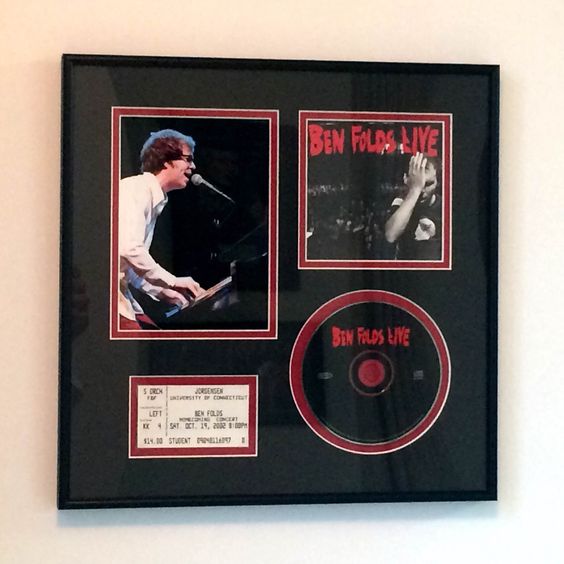 BEN FOLDS LIVE
BEN FOLDS LIVE
S ORCH JORGENSEN
UNIVERSITY OF CONNECTICUT
LEFT BEN FOLDS
HOMECOMING CONCERT
KK 4 SAT. OCT. 19, 2002 8:00PM
$14.00 STUDENT